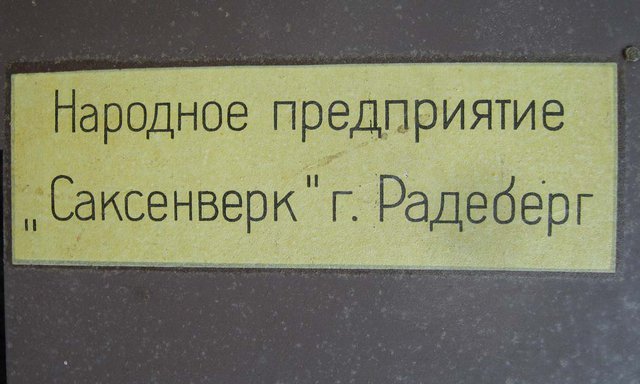 Народное предприятие
„Саксенверк" г. Радеберг